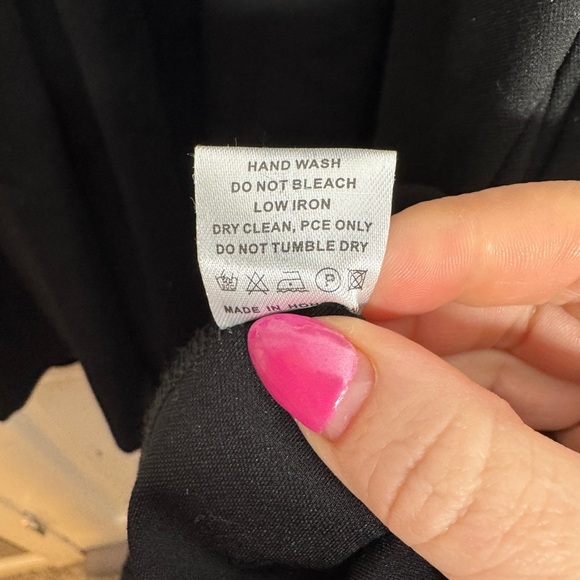 HAND WASH
DO NOT BLEACH
LOW IRON
DRY CLEAN, PCE ONLY
DO NOT TUMBLE DRY
P
MADE IN